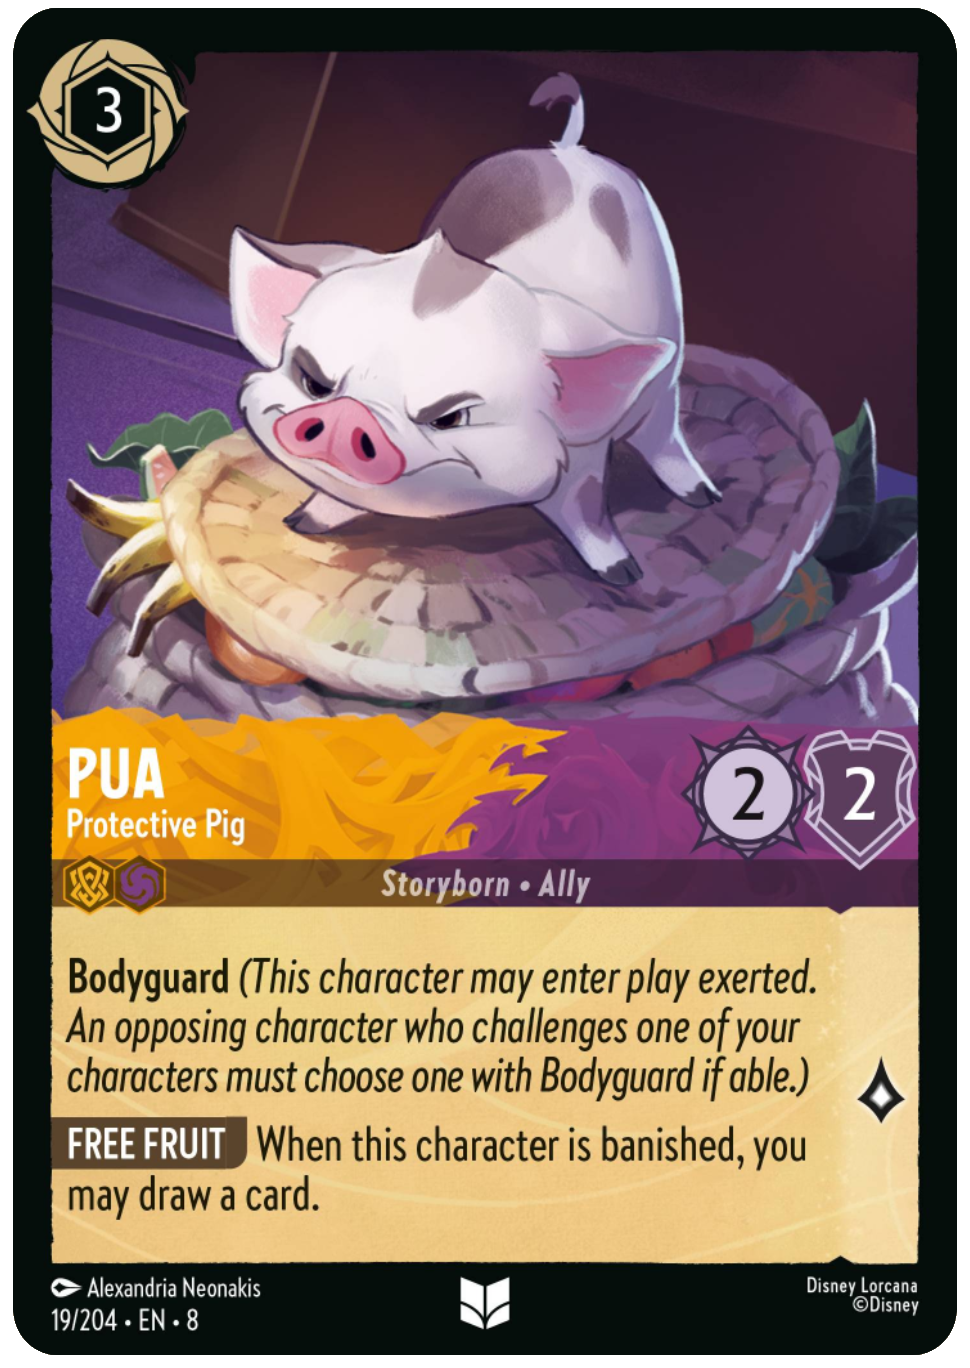 3
PUA
Protective Pig
2
2
Storyborn • Ally
Bodyguard (This character may enter play exerted.
An opposing character who challenges one of your
characters must choose one with Bodyguard if able.)
FREE FRUIT When this character is banished, you
may draw a card.
Alexandria Neonakis
19/204 • EN • 8
Disney Lorcana
©Disney